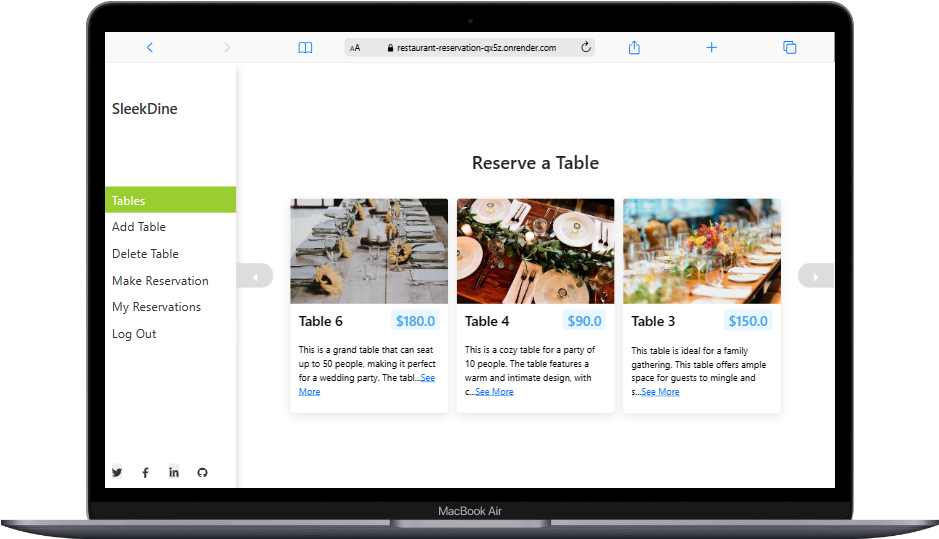 AA restaurant-reservation-qx5z.onrender.com
SleekDine
Tables
Add Table
Delete Table
Make Reservation
My Reservations
Log Out
Reserve a Table
Table 6 $180.0
This is a grand table that can seat
up to 50 people, making it perfect
for a wedding party. The tabl...See
More
Table 4 $90.0
This is a cozy table for a party of
10 people. The table features a
warm and intimate design, with
c...See More
Table 3 $150.0
This table is ideal for a family
gathering. This table offers ample
space for guests to mingle and
s...See More
MacBook Air